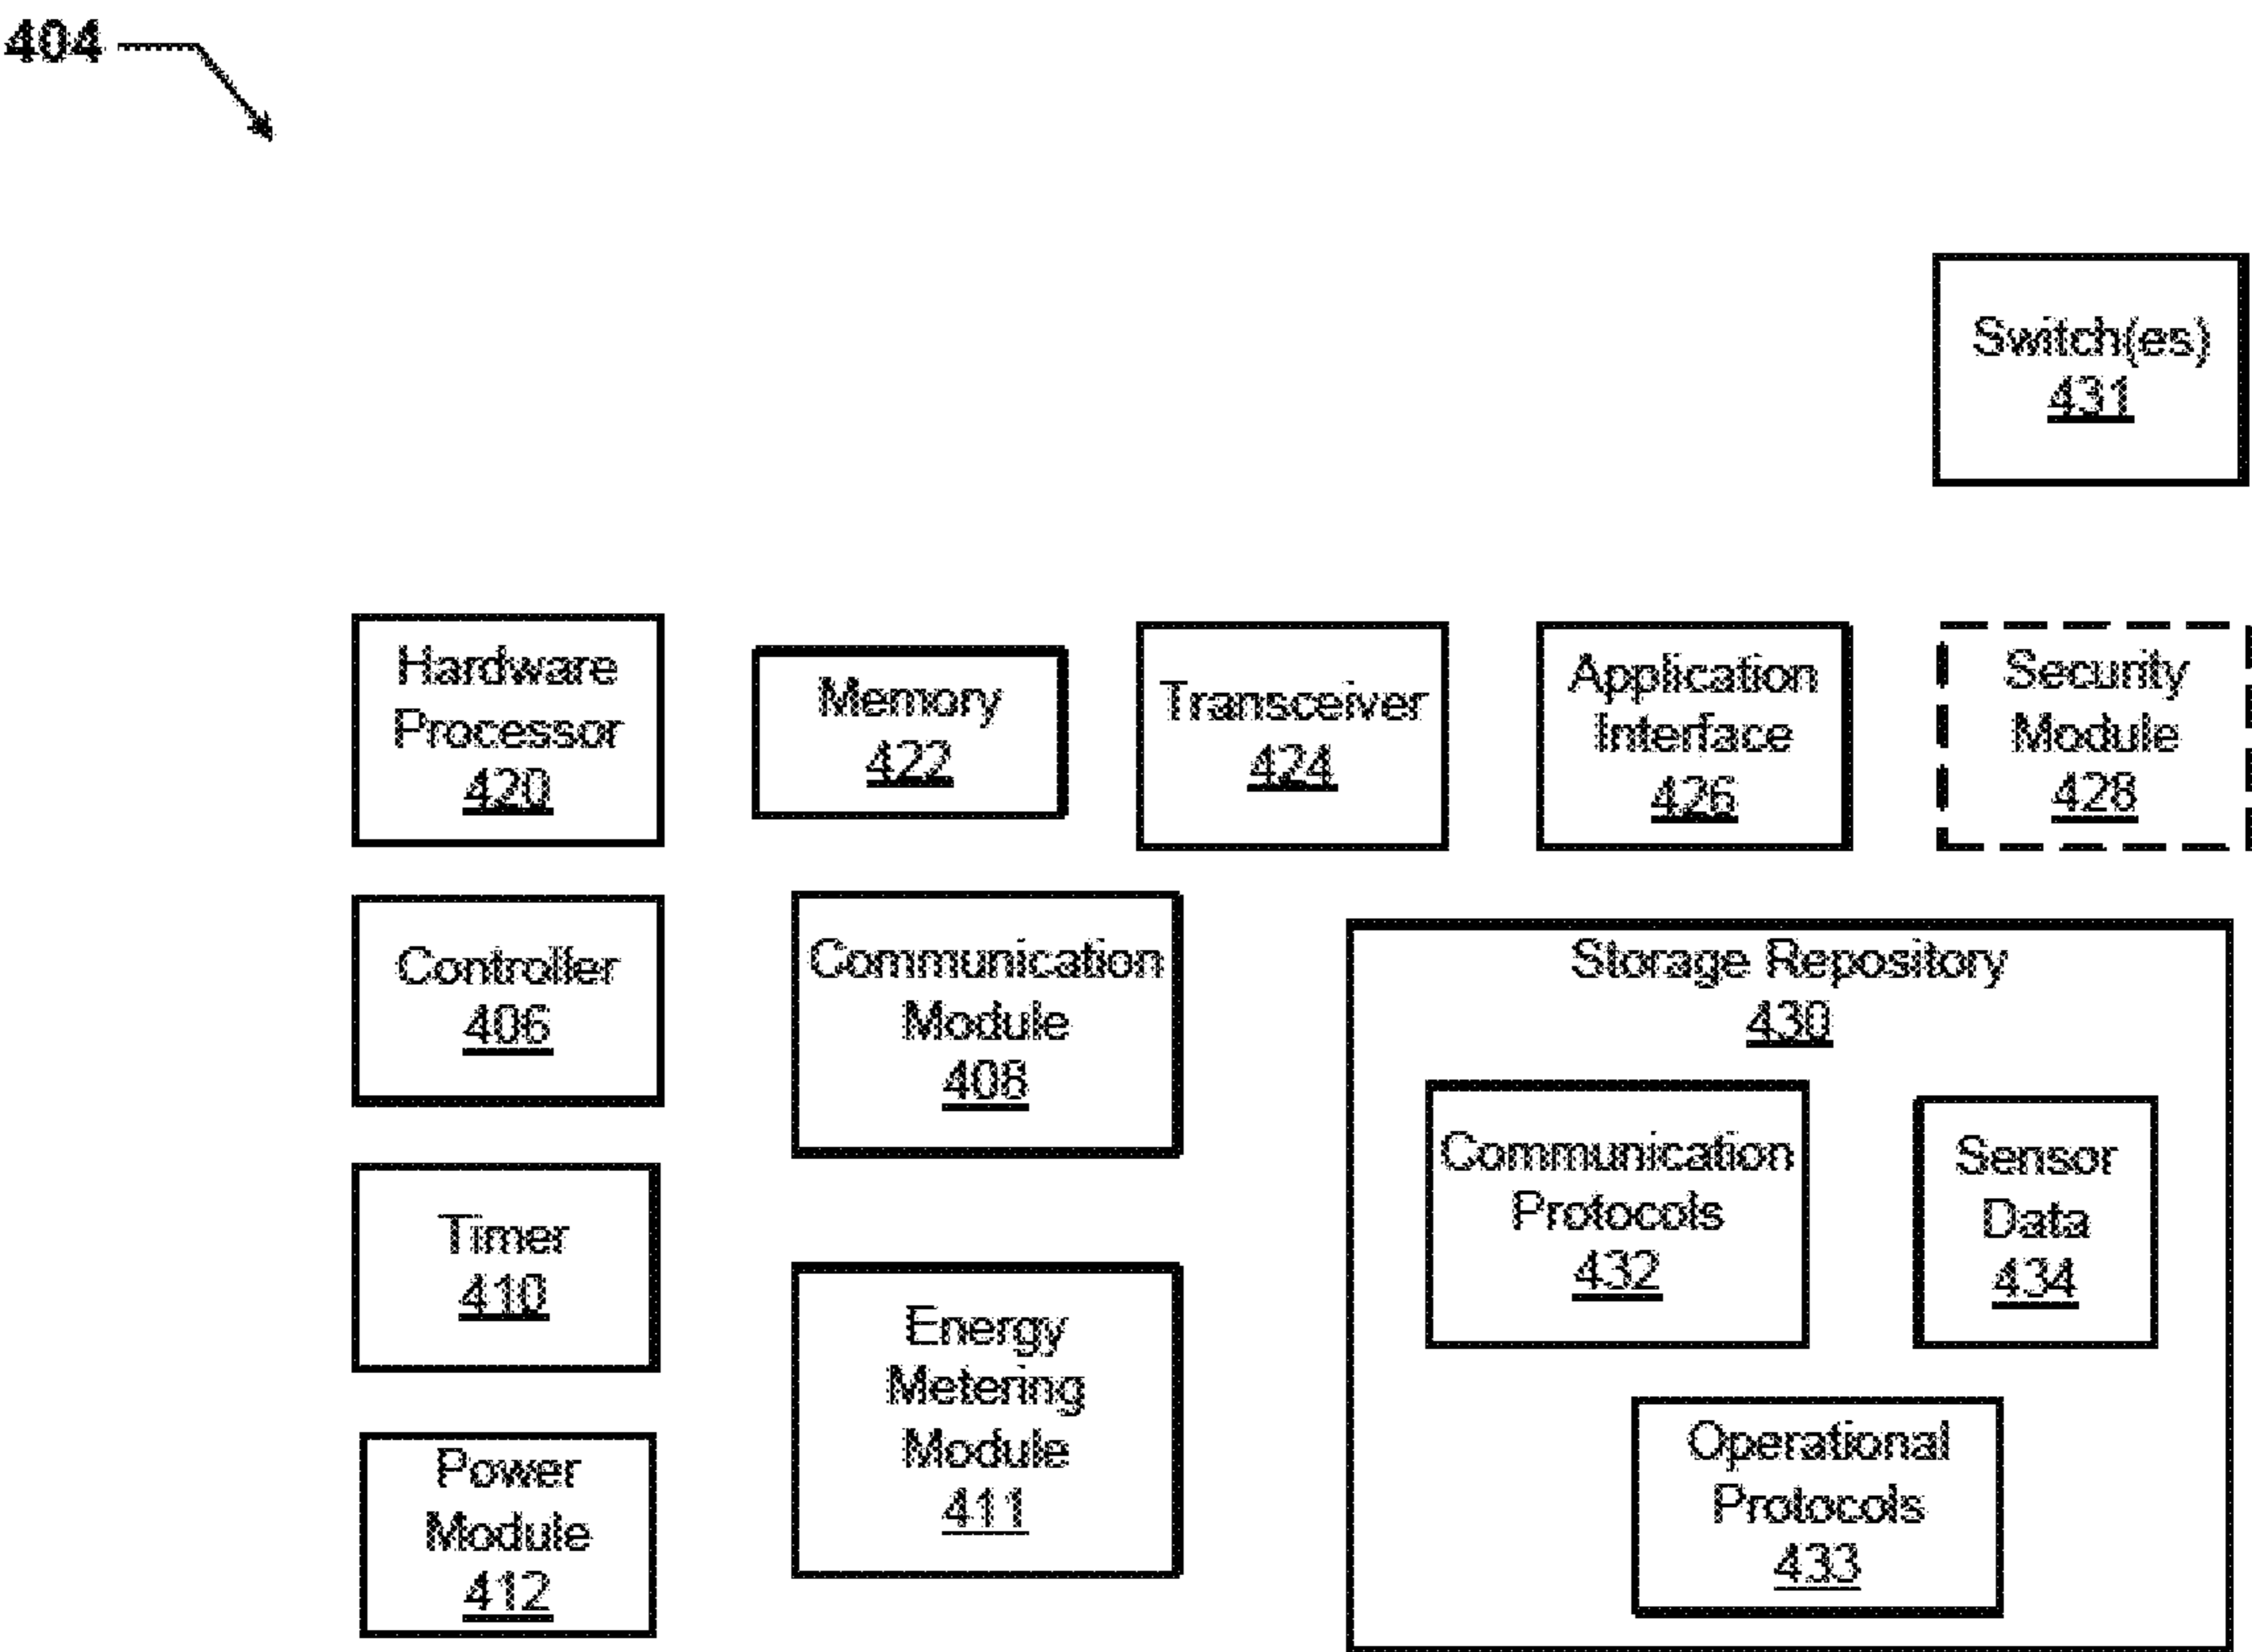 404
Switch(es)
431
Hardware
Processor
420
Memory
422
Transceiver
424
Application
Interface
426
Security
Module
428
Controller
406
Communication
Module
408
Storage Repository
430
Communication
Protocols
432
Sensor
Data
434
Operational
Protocols
433
Timer
410
Energy
Metering
Module
411
Power
Module
412